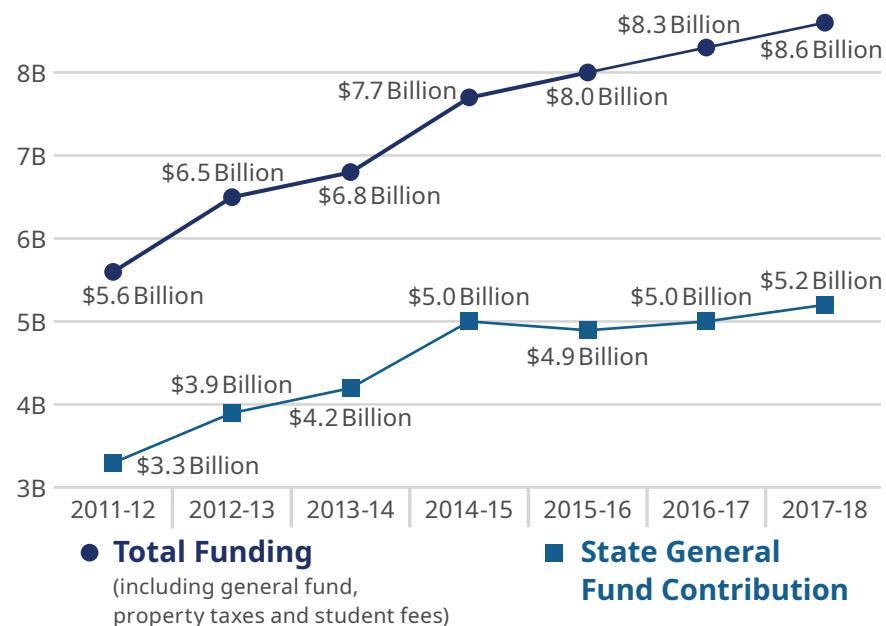 $8.3 Billion
$8.6 Billion
8B
$7.7 Billion
$8.0 Billion
7B
$6.5 Billion
$6.8 Billion
6B
$5.6 Billion
$5.2 Billion
$5.0 Billion
$5.0 Billion
5B
$4.9 Billion
$3.9 Billion
4B
$4.2 Billion
$3.3 Billion
3B
2011-12 2012-13 2013-14 2014-15 2015-16 2016-17 2017-18
Total Funding
(including general fund,
property taxes and student fees)
State General
Fund Contribution